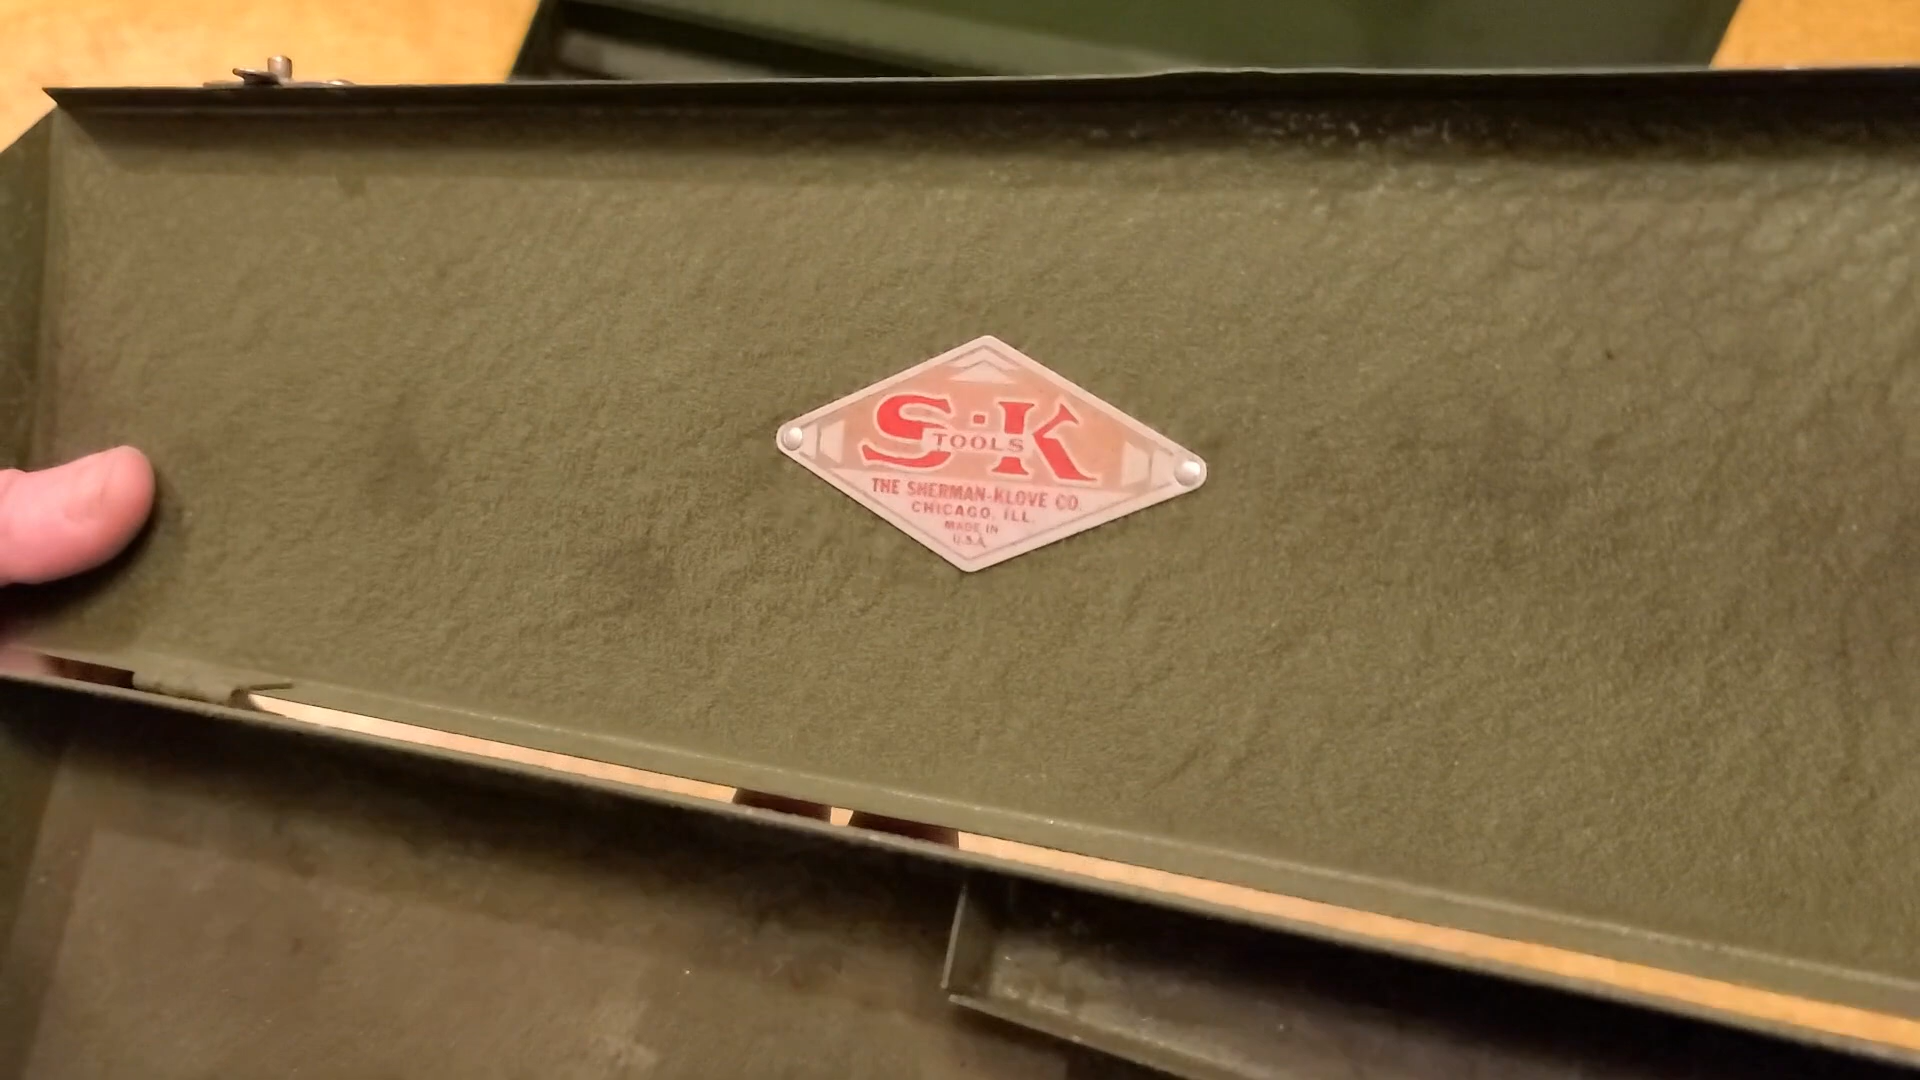 S·K
TOOLS
THE SHERMAN-KLOVE CO.
CHICAGO, ILL.
MADE IN
U.S.A.